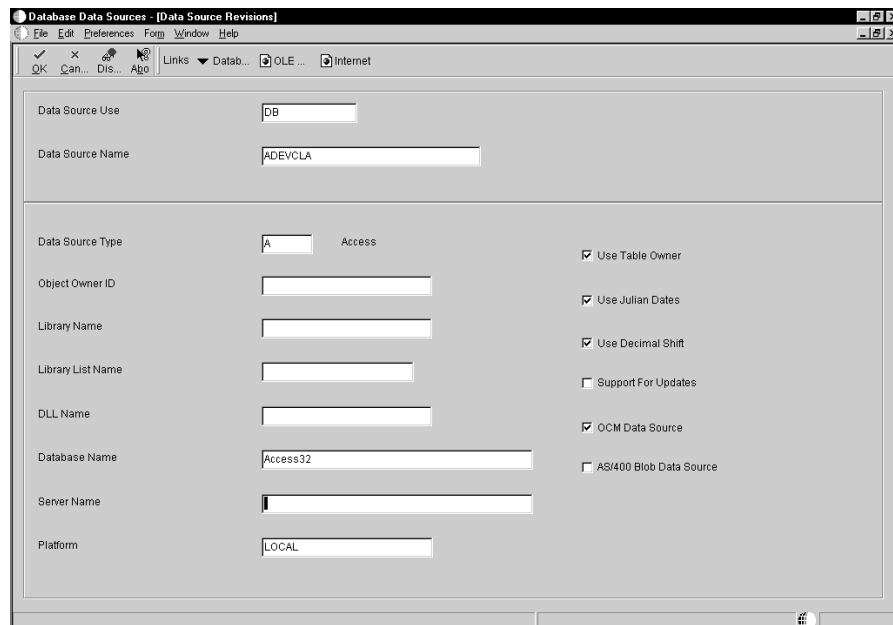 Database Data Sources - [Data Source Revisions]
File Edit Preferences Form Window Help
OK Can... Dis... Abo Links Datab... OLE ... Internet
Data Source Use DB
Data Source Name ADEVCLA
Data Source Type A Access
Use Table Owner
Object Owner ID
Use Julian Dates
Library Name
Use Decimal Shift
Library List Name
Support For Updates
DLL Name
OCM Data Source
Database Name Access32
AS/400 Blob Data Source
Server Name
Platform LOCAL